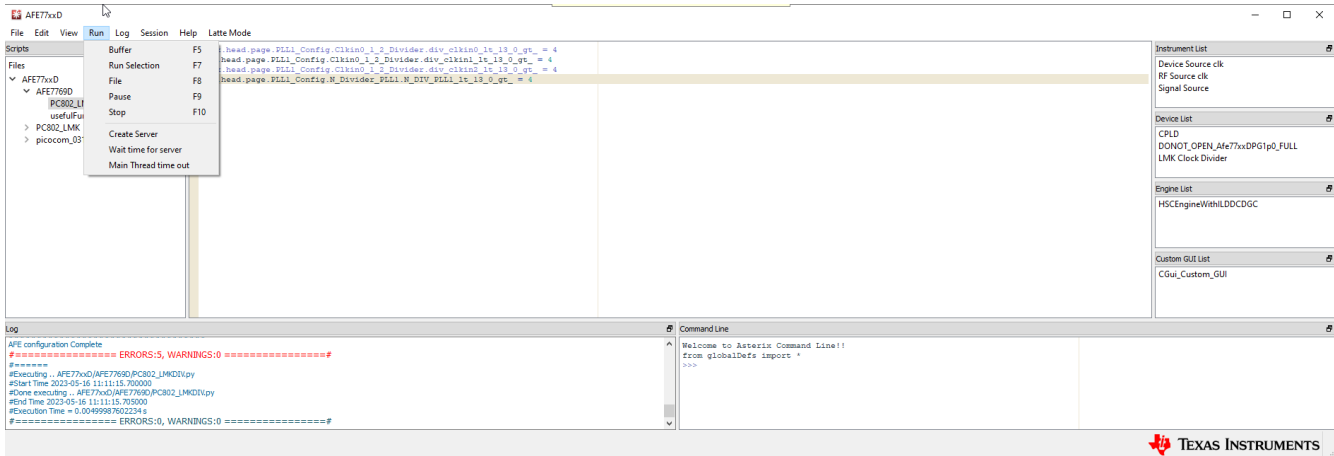 AFE77xxD
File Edit View Run Log Session Help Latte Mode
Scripts
Files
AFE77xxD
AFE7769D
PC802_LM
usefulFu
PC802_LMK
picocom_031
Buffer F5
Run Selection F7
File F8
Pause F9
Stop F10
Create Server
Wait time for server
Main Thread time out
.head.page.PLL1_Config.Clkin0_1_2_Divider.div_clkin0_lt_13_0_gt_ = 4
head.page.PLL1_Config.Clkin0_1_2_Divider.div_clkin1_lt_13_0_gt_ = 4
.head.page.PLL1_Config.Clkin0_1_2_Divider.div_clkin2_lt_13_0_gt_ = 4
head.page.PLL1_Config.N_Divider_PLL1.N_DIV_PLL1_lt_13_0_gt_ = 4
Instrument List
Device Source clk
RF Source clk
Signal Source
Device List
CPLD
DONOT_OPEN_Afe77xxDPG1p0_FULL
LMK Clock Divider
Engine List
HSCEngineWithILDDCDGC
Custom GUI List
CGui_Custom_GUI
Log
AFE configuration Complete
#================ ERRORS:5, WARNINGS:0 ================#
#======
#Executing .. AFE77xxD/AFE7769D/PC802_LMKDIV.py
#Start Time 2023-05-16 11:11:15.700000
#Done executing .. AFE77xxD/AFE7769D/PC802_LMKDIV.py
#End Time 2023-05-16 11:11:15.705000
#Execution Time = 0.00499987602234 s
#================ ERRORS:0, WARNINGS:0 ================#
Command Line
Welcome to Asterix Command Line!!
from globalDefs import *
>>>
TEXAS INSTRUMENTS